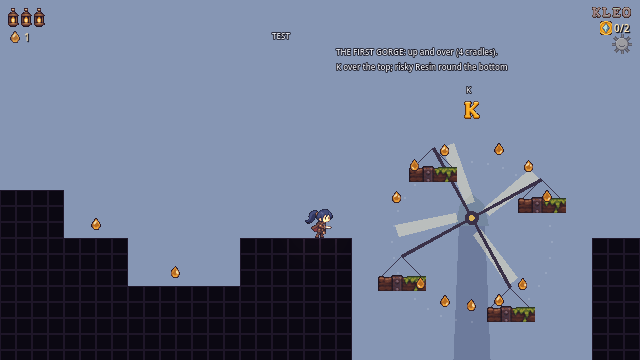 KLEO
1
0/2
TEST
THE FIRST GORGE: up and over (4 cradles).
K over the top; risky Resin round the bottom
K
K